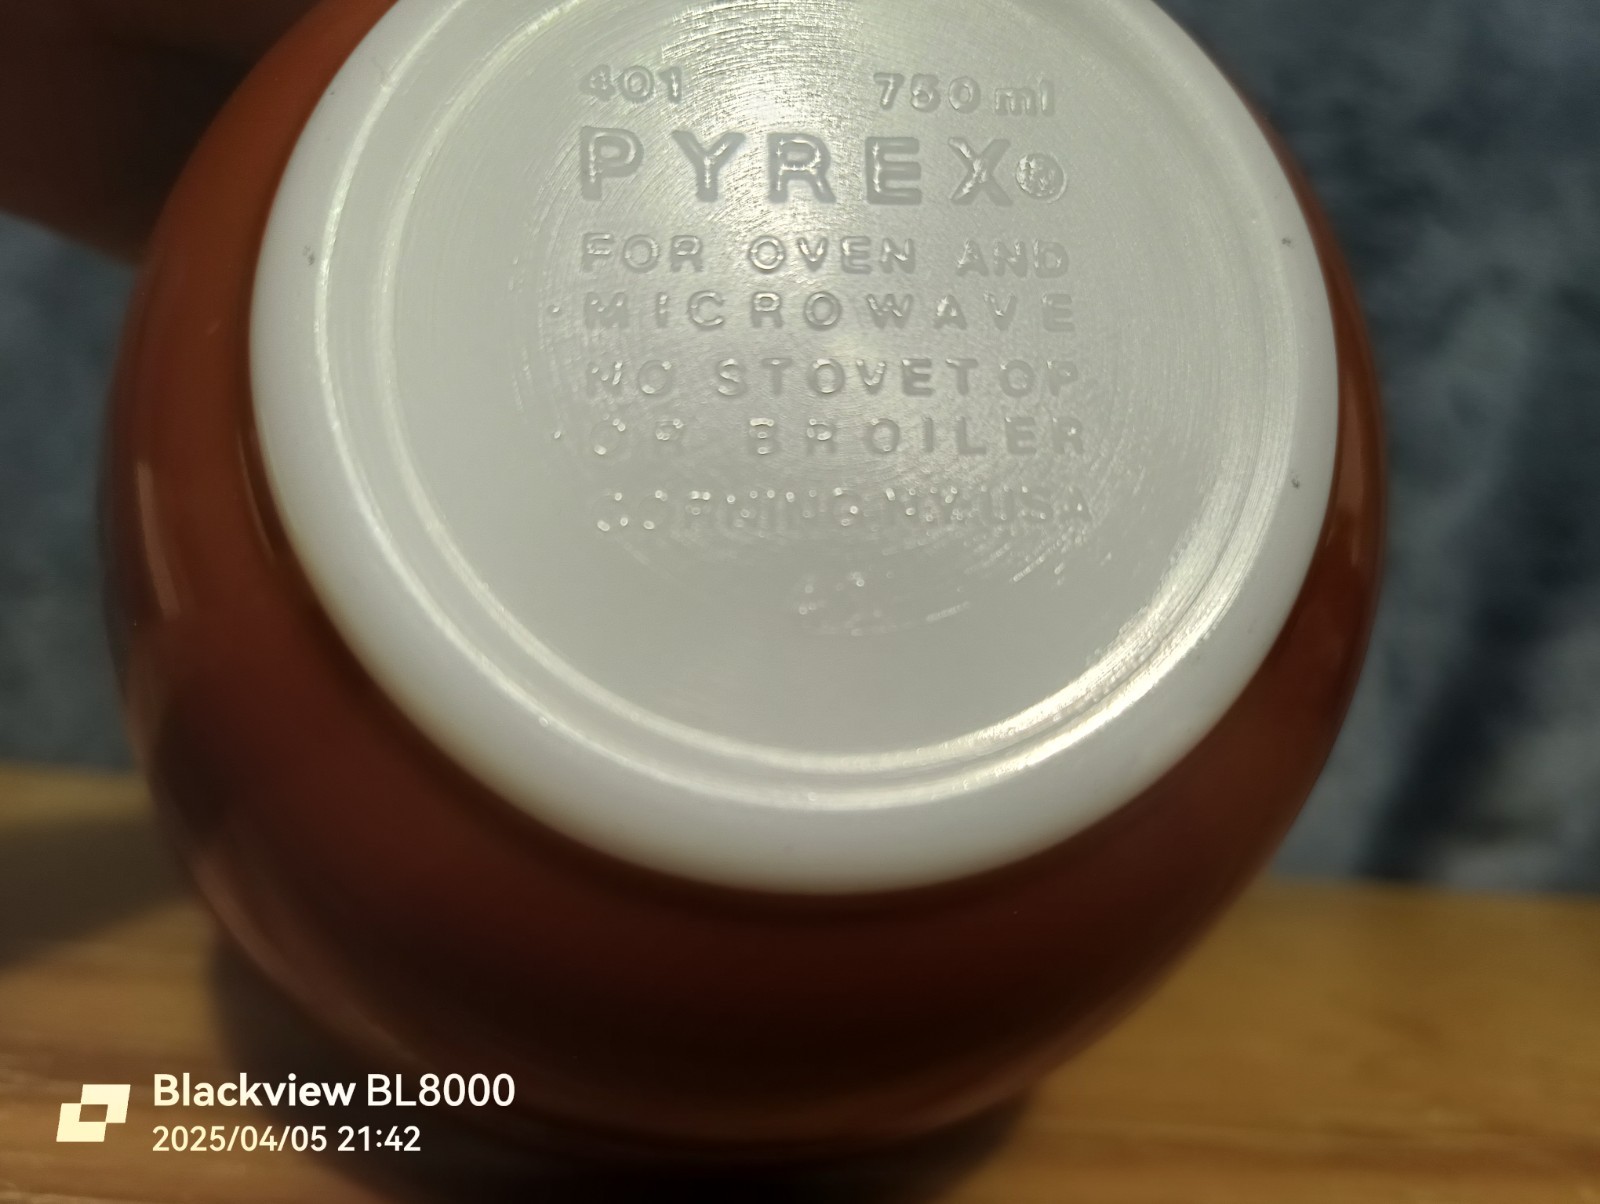 401 750 ml
PYREX®
FOR OVEN AND
MICROWAVE
NO STOVETOP
OR BROILER
CORNING NY USA
Blackview BL8000
2025/04/05 21:42